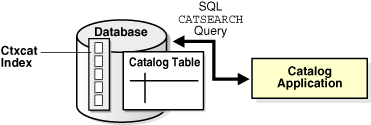 SQL
CATSEARCH
Query
Database
Ctxcat
Index
Catalog Table
Catalog
Application